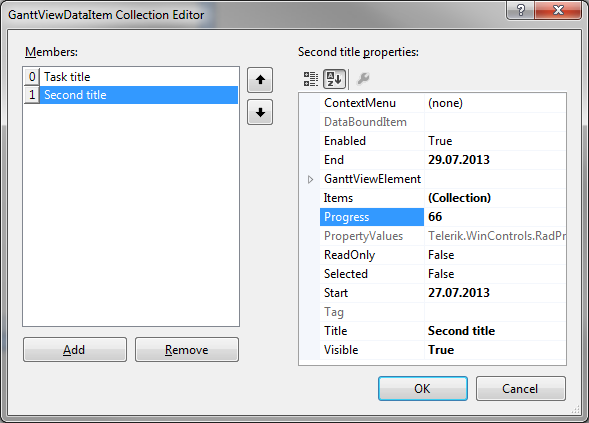 GanttViewDataItem Collection Editor
Members:
0 Task title
1 Second title
Add
Remove
Second title properties:
A
Z
ContextMenu (none)
DataBoundItem
Enabled True
End 29.07.2013
GanttViewElement
Items (Collection)
Progress 66
PropertyValues Telerik.WinControls.RadPr
ReadOnly False
Selected False
Start 27.07.2013
Tag
Title Second title
Visible True
OK
Cancel